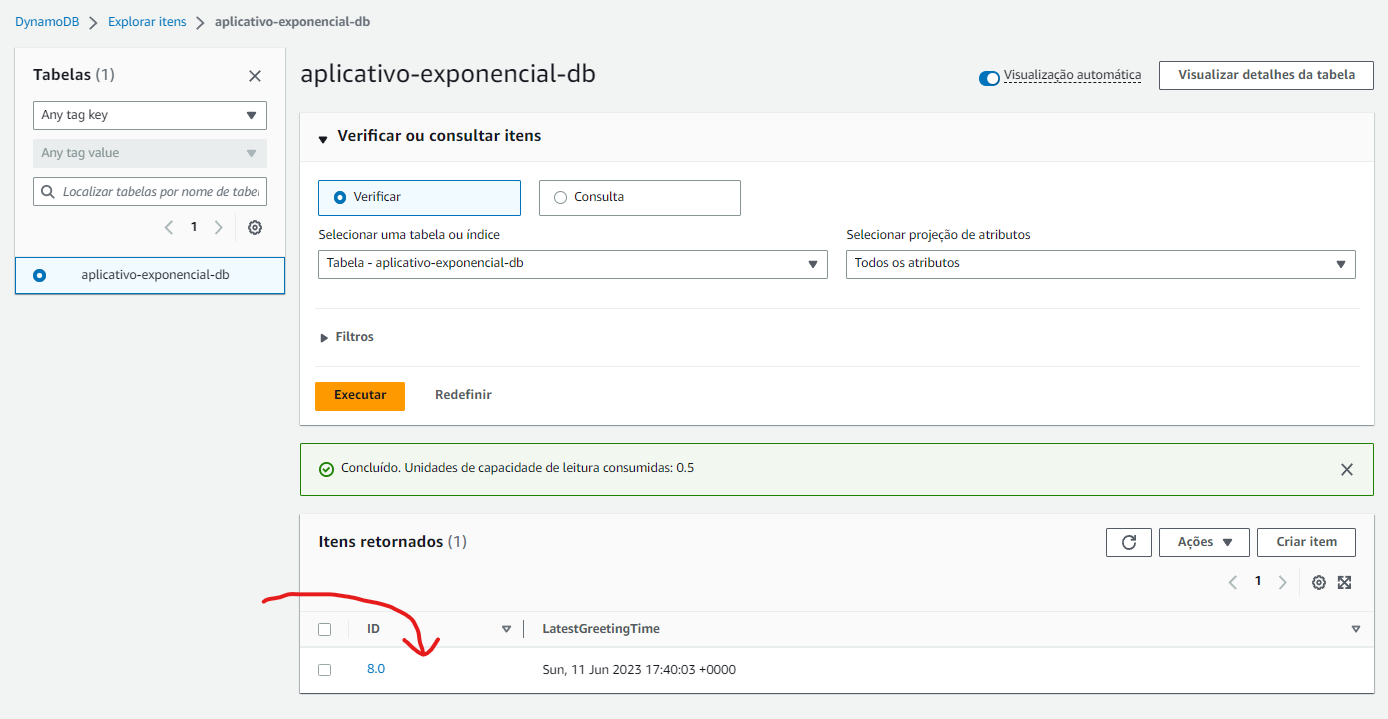 DynamoDB > Explorar itens > aplicativo-exponencial-db
Tabelas (1)
Any tag key
Any tag value
Localizar tabelas por nome de tabel
1
aplicativo-exponencial-db
aplicativo-exponencial-db
Visualização automática
Visualizar detalhes da tabela
Verificar ou consultar itens
Verificar
Consulta
Selecionar uma tabela ou índice
Selecionar projeção de atributos
Tabela - aplicativo-exponencial-db
Todos os atributos
Filtros
Executar
Redefinir
Concluído. Unidades de capacidade de leitura consumidas: 0.5
Itens retornados (1)
Ações
Criar item
1
ID
LatestGreetingTime
8.0
Sun, 11 Jun 2023 17:40:03 +0000